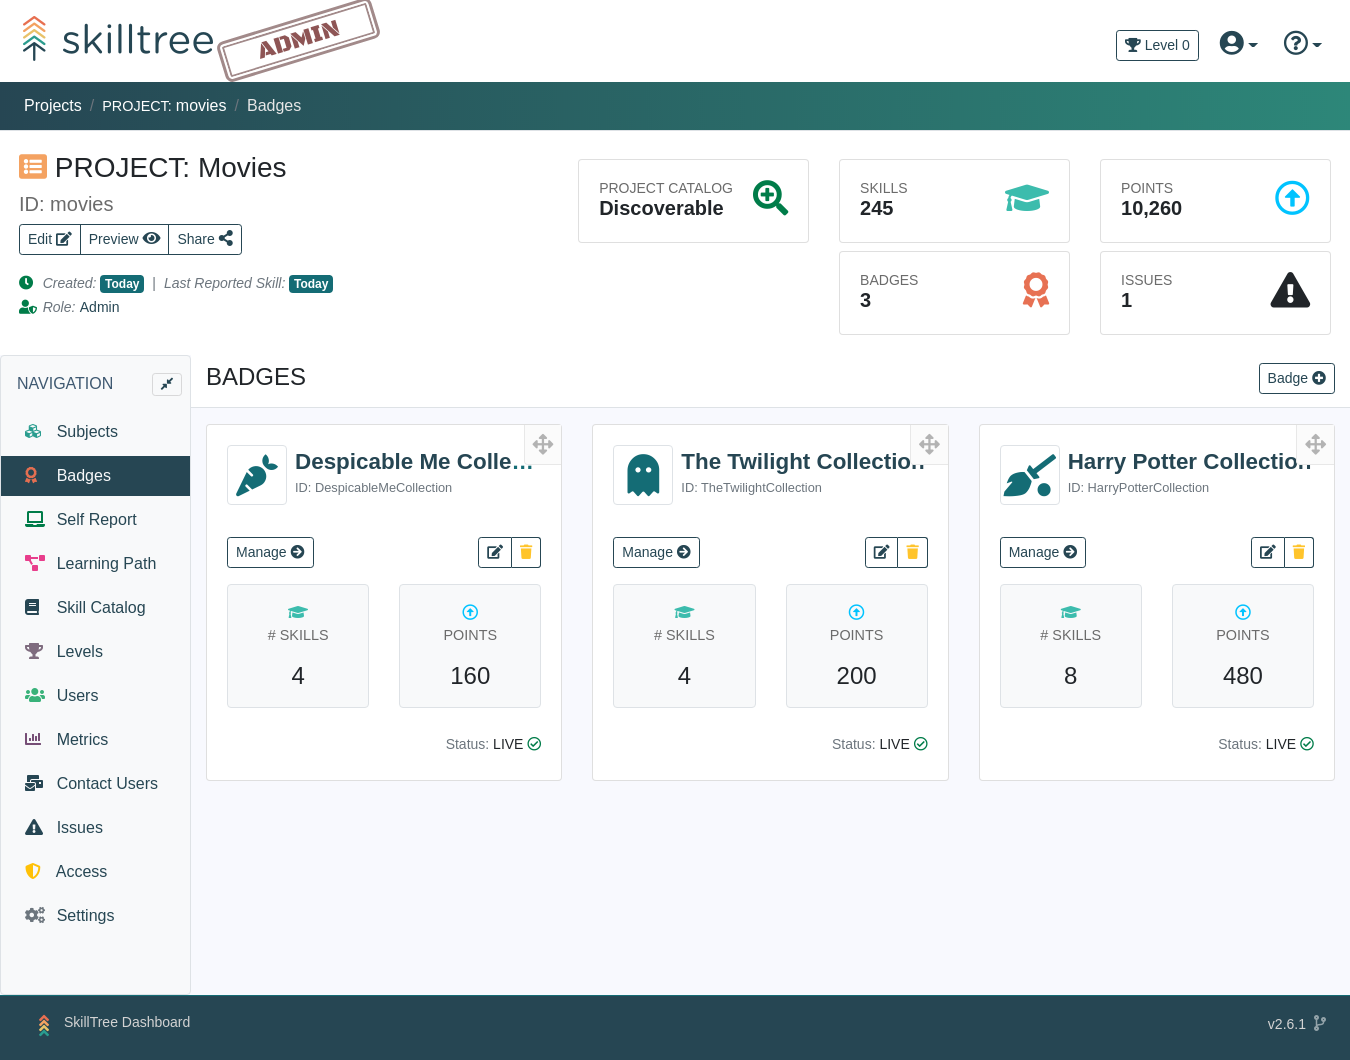 skilltree
ADMIN
Level 0
Projects / PROJECT: movies / Badges
PROJECT: Movies
ID: movies
Edit Preview Share
Created: Today | Last Reported Skill: Today
Role: Admin
PROJECT CATALOG
Discoverable
SKILLS
245
POINTS
10,260
BADGES
3
ISSUES
1
NAVIGATION
Subjects
Badges
Self Report
Learning Path
Skill Catalog
Levels
Users
Metrics
Contact Users
Issues
Access
Settings
BADGES
Badge
Despicable Me Colle...
ID: DespicableMeCollection
Manage
# SKILLS
4
POINTS
160
Status: LIVE
The Twilight Collection
ID: TheTwilightCollection
Manage
# SKILLS
4
POINTS
200
Status: LIVE
Harry Potter Collection
ID: HarryPotterCollection
Manage
# SKILLS
8
POINTS
480
Status: LIVE
SkillTree Dashboard
v2.6.1